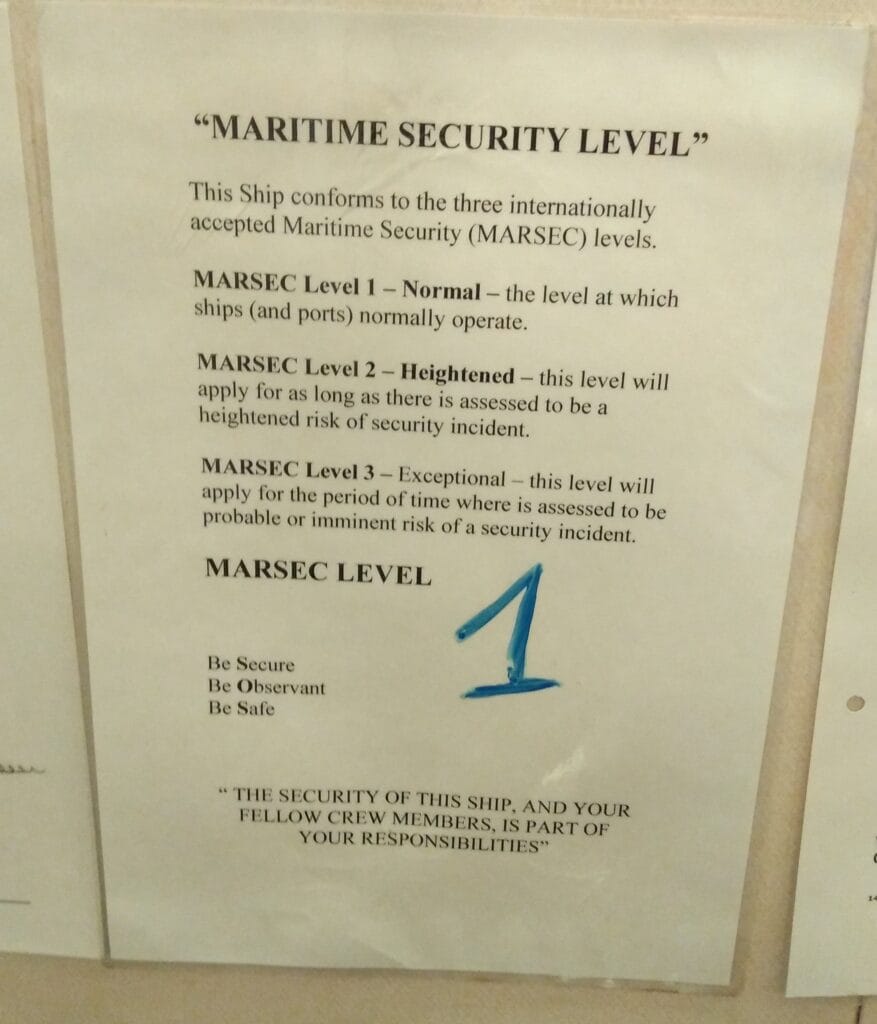 “MARITIME SECURITY LEVEL”
This Ship conforms to the three internationally
accepted Maritime Security (MARSEC) levels.
MARSEC Level 1 – Normal – the level at which
ships (and ports) normally operate.
MARSEC Level 2 – Heightened – this level will
apply for as long as there is assessed to be a
heightened risk of security incident.
MARSEC Level 3 – Exceptional – this level will
apply for the period of time where is assessed to be
probable or imminent risk of a security incident.
MARSEC LEVEL 1
Be Secure
Be Observant
Be Safe
“ THE SECURITY OF THIS SHIP, AND YOUR
FELLOW CREW MEMBERS, IS PART OF
YOUR RESPONSIBILITIES”